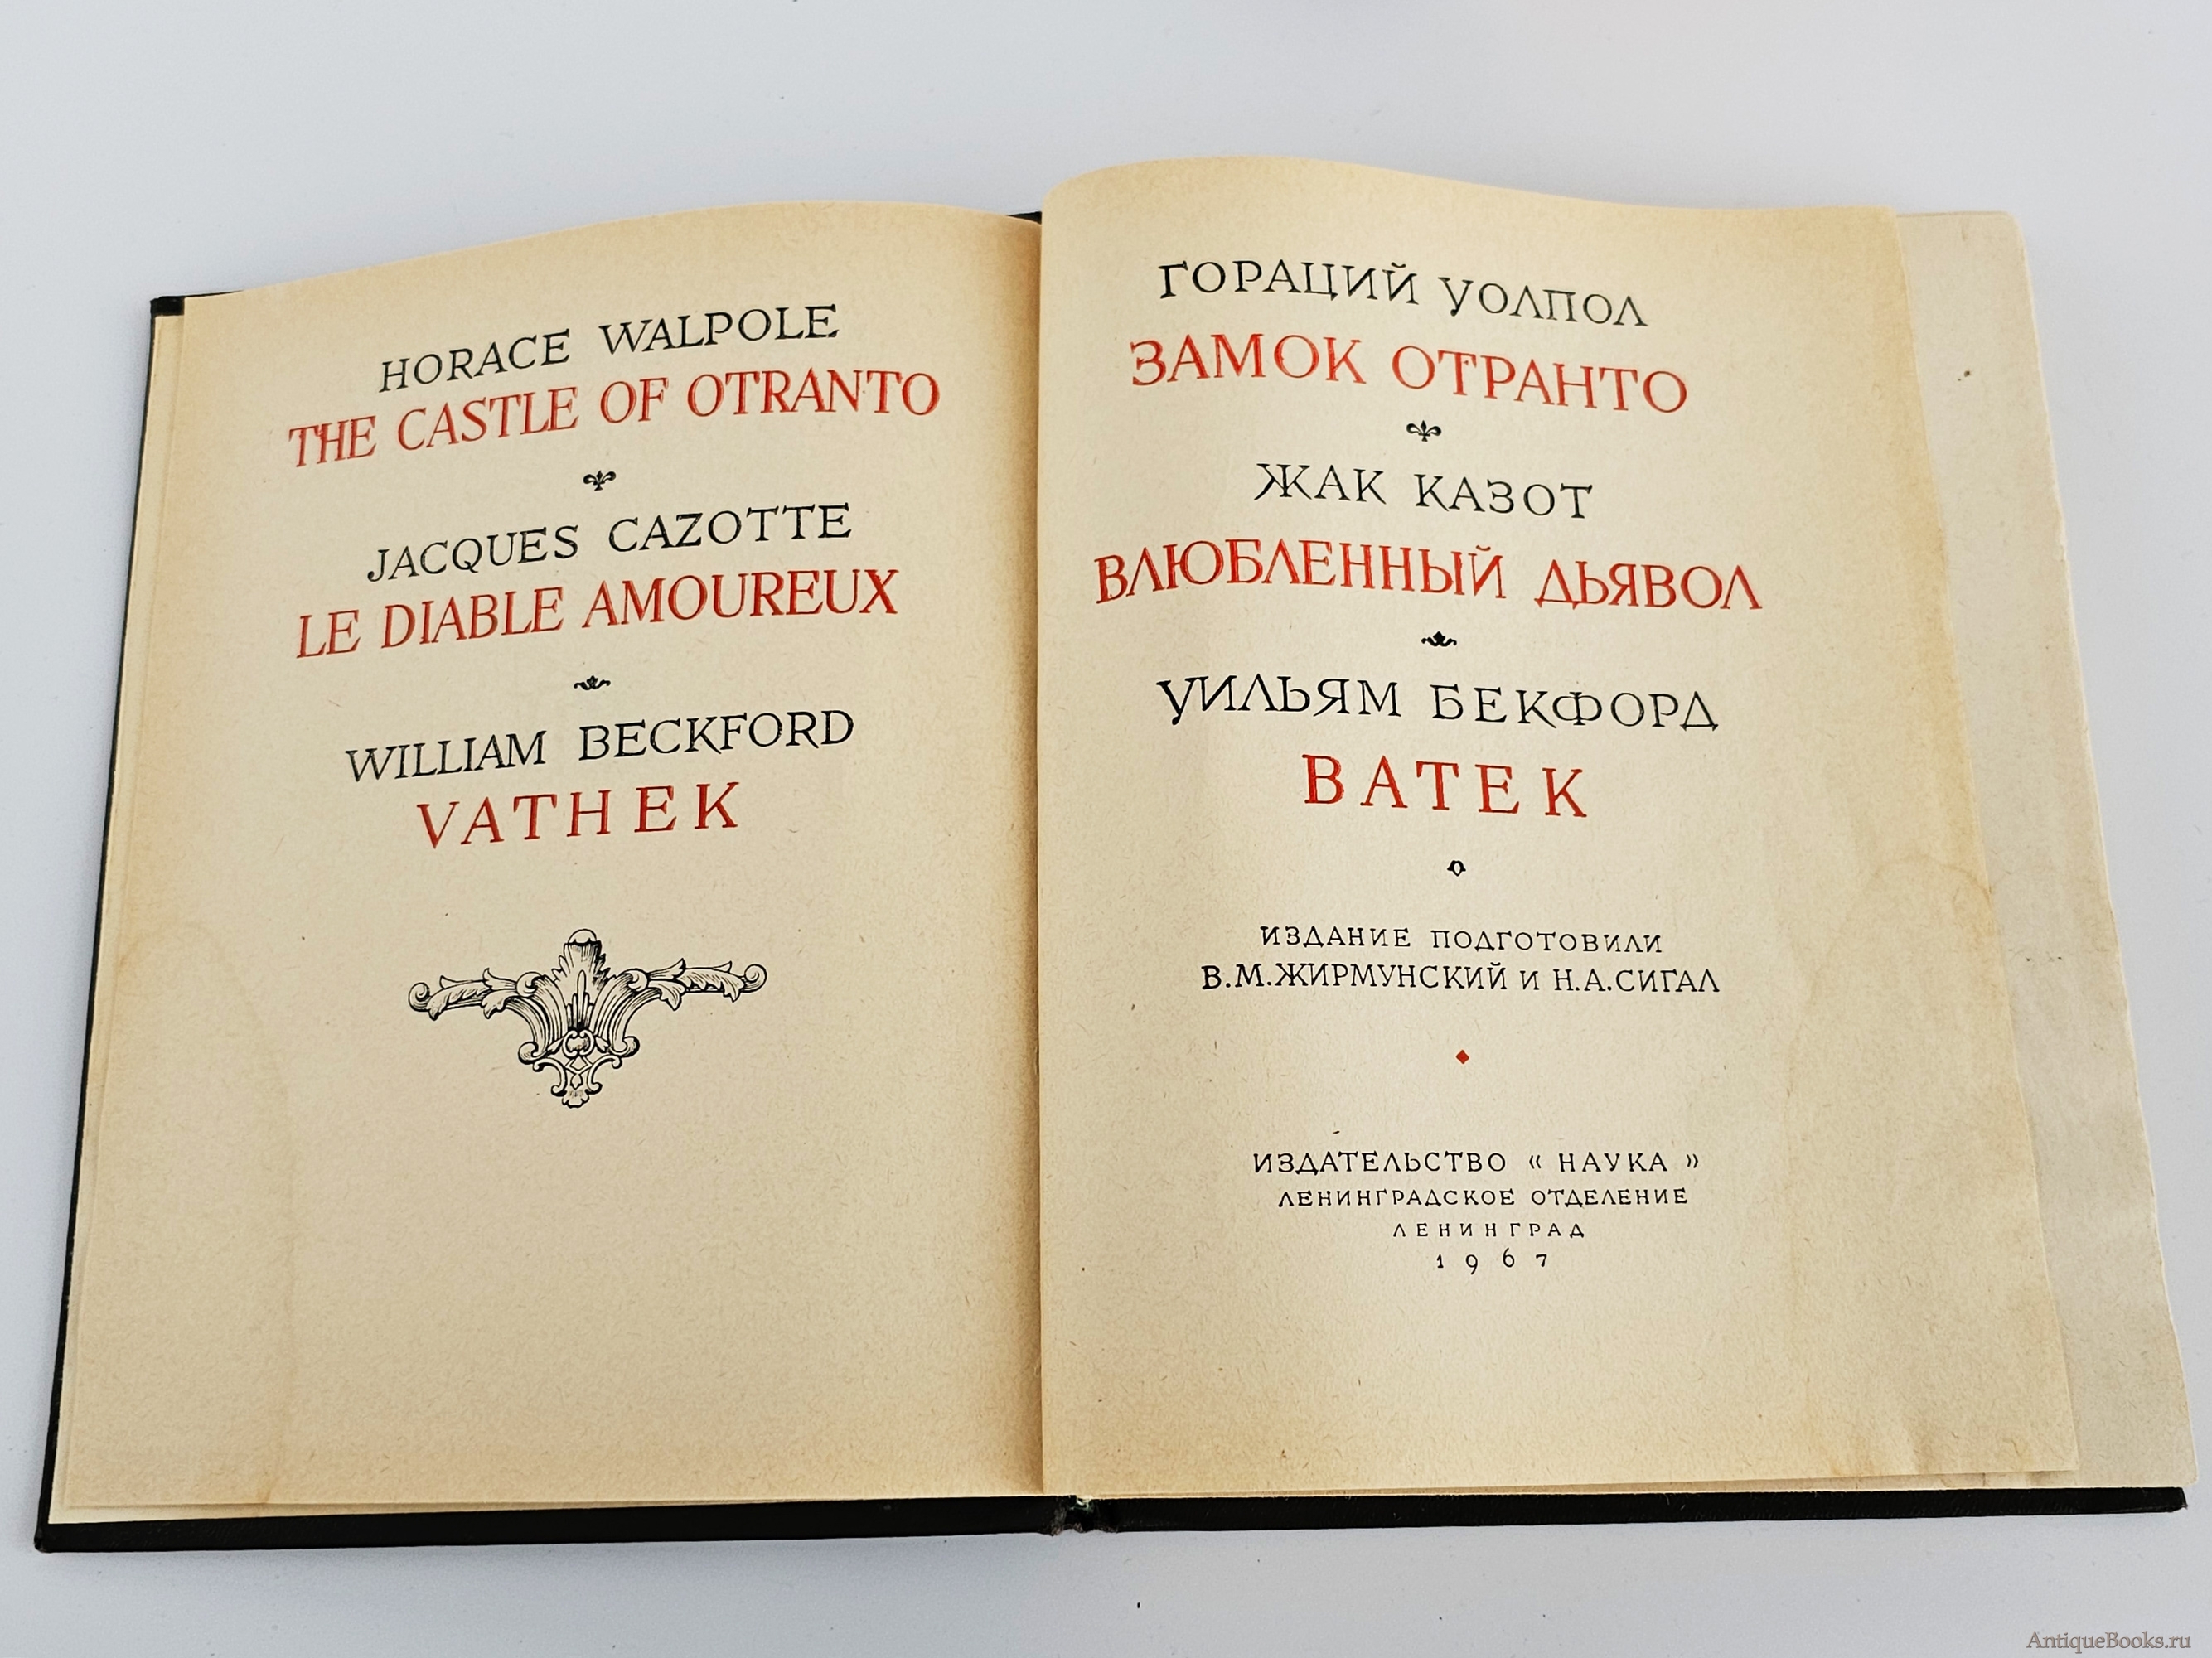 HORACE WALPOLE
THE CASTLE OF OTRANTO
JACQUES CAZOTTE
LE DIABLE AMOUREUX
WILLIAM BECKFORD
VATHEK
ГОРАЦИЙ УОЛПОЛ
ЗАМОК ОТРАНТО
ЖАК КАЗОТ
ВЛЮБЛЕННЫЙ ДЬЯВОЛ
УИЛЬЯМ БЕКФОРД
ВАТЕК
ИЗДАНИЕ ПОДГОТОВИЛИ
В.М.ЖИРМУНСКИЙ И Н.А.СИГАЛ
ИЗДАТЕЛЬСТВО « НАУКА »
ЛЕНИНГРАДСКОЕ ОТДЕЛЕНИЕ
ЛЕНИНГРАД
1967
AntiqueBooks.ru